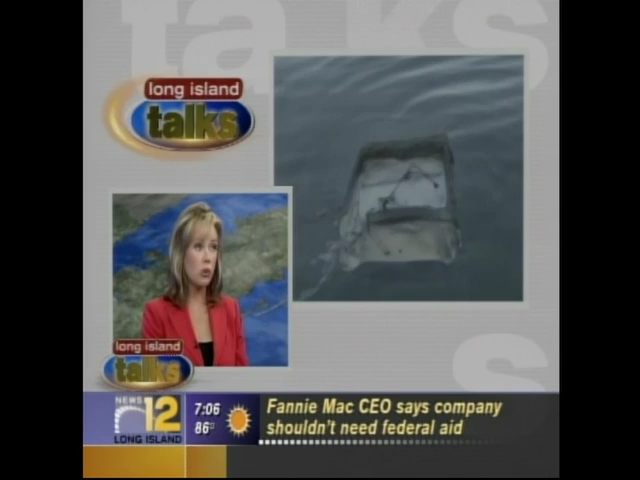 talks
long island
talks
long island
talks
s
NEWS
12
LONG ISLAND
7:06
86°
Fannie Mac CEO says company
shouldn't need federal aid